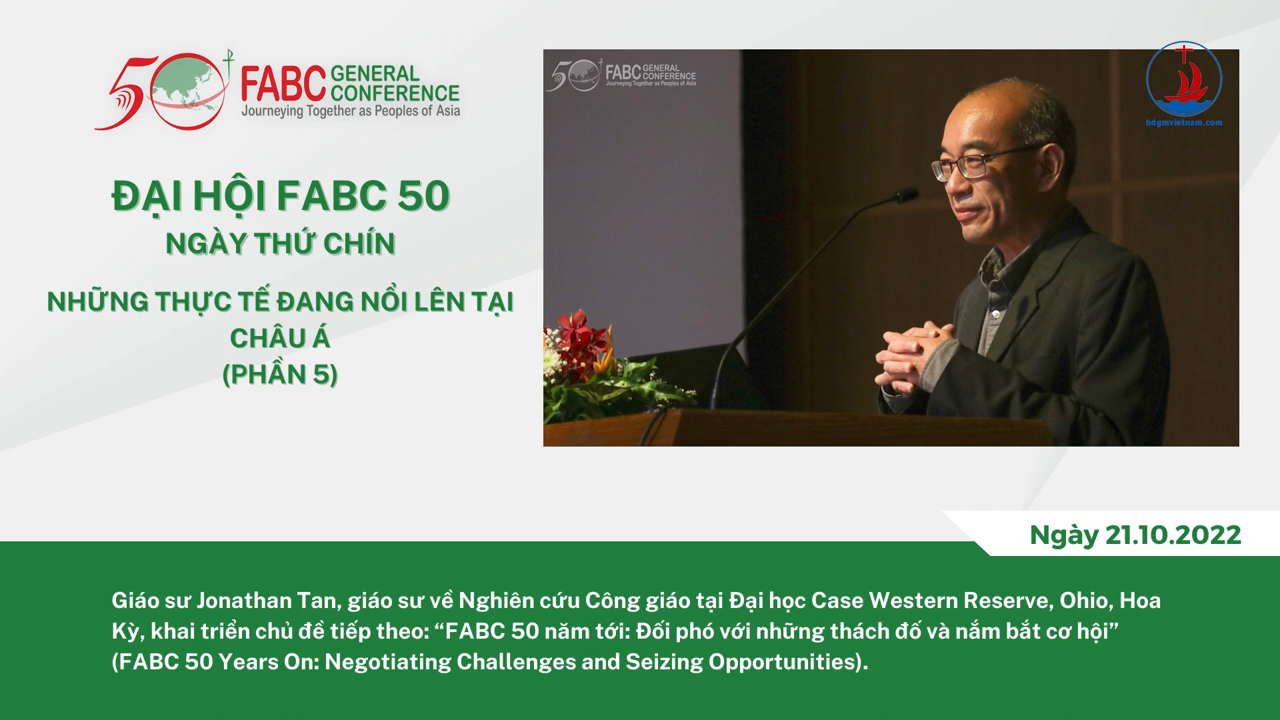 50 FABC GENERAL CONFERENCE
Journeying Together as Peoples of Asia
ĐẠI HỘI FABC 50
NGÀY THỨ CHÍN
NHỮNG THỰC TẾ ĐANG NỔI LÊN TẠI
CHÂU Á
(PHẦN 5)
50 FABC GENERAL CONFERENCE
Journeying Together as Peoples of Asia
hdgmvietnam.com
Ngày 21.10.2022
Giáo sư Jonathan Tan, giáo sư về Nghiên cứu Công giáo tại Đại học Case Western Reserve, Ohio, Hoa
Kỳ, khai triển chủ đề tiếp theo: “FABC 50 năm tới: Đối phó với những thách đố và nắm bắt cơ hội”
(FABC 50 Years On: Negotiating Challenges and Seizing Opportunities).